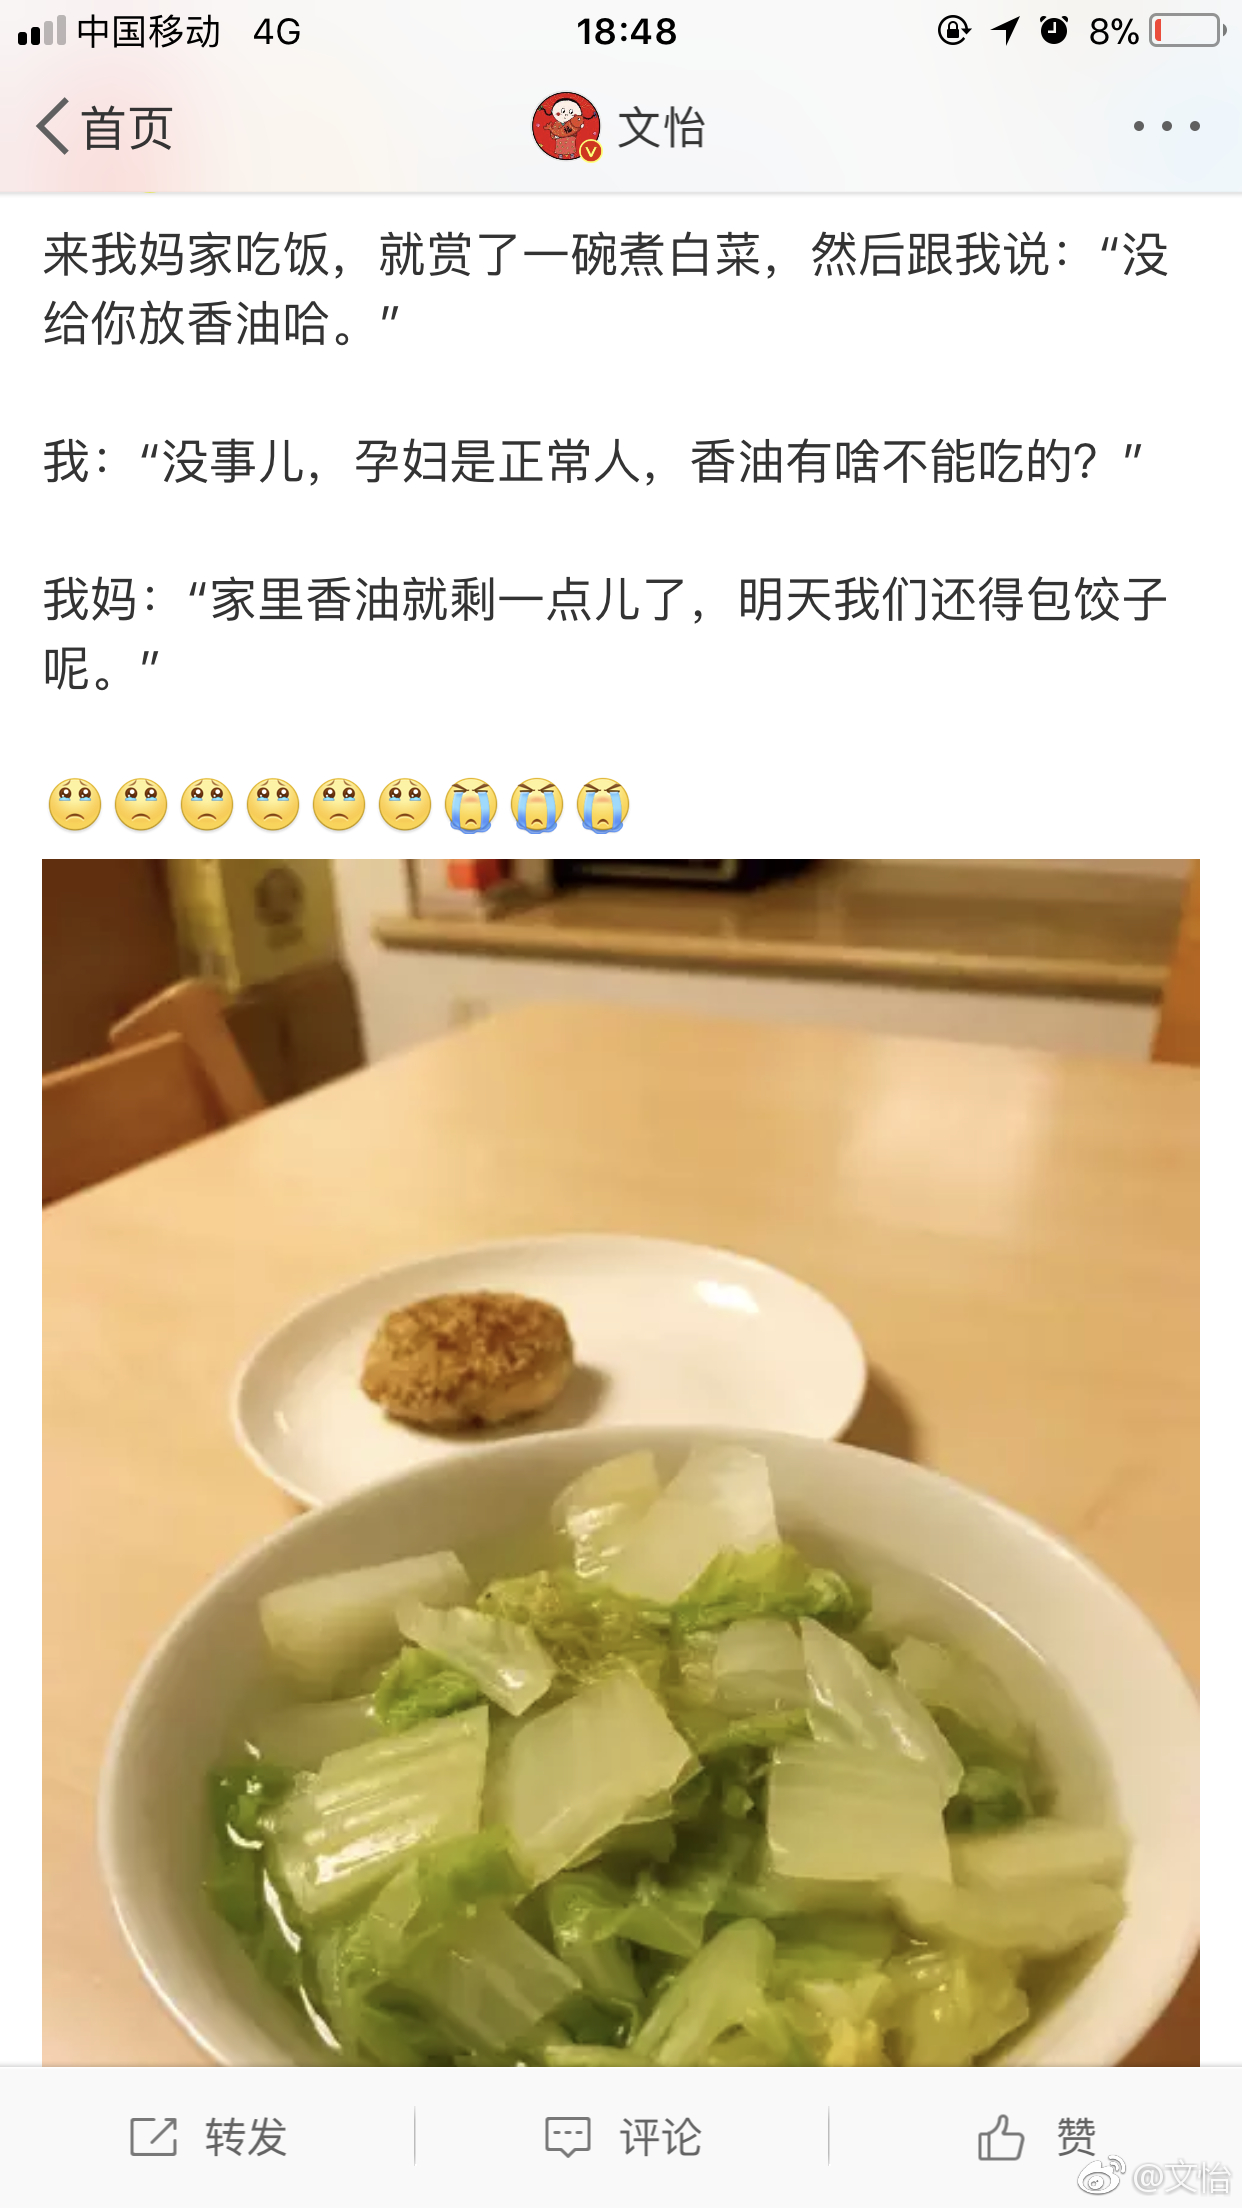 中国移动 4G 18:48 8%
首页 文怡
来我妈家吃饭，就赏了一碗煮白菜，然后跟我说：“没
给你放香油哈。”
我：“没事儿，孕妇是正常人，香油有啥不能吃的？”
我妈：“家里香油就剩一点儿了，明天我们还得包饺子
呢。”
转发 评论 赞
@文怡